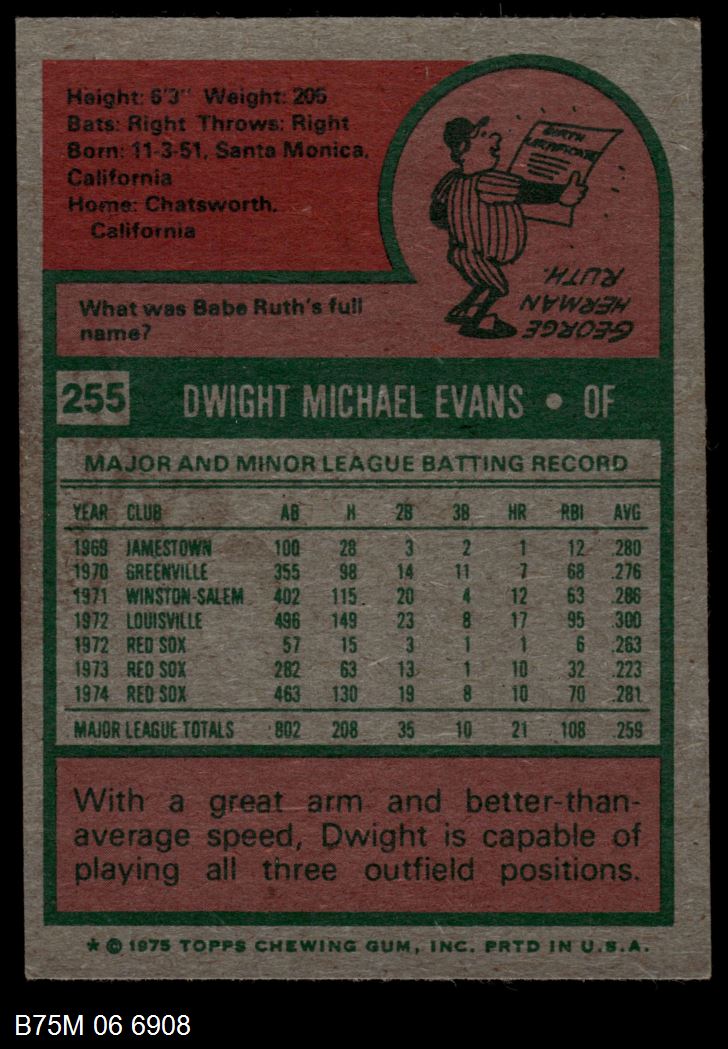 Height: 6'3" Weight: 205
Bats: Right Throws: Right
Born: 11-3-51, Santa Monica,
California
Home: Chatsworth,
California
BIRTH
CERTIFICATE
What was Babe Ruth's full
name?
GEORGE
HERMAN
RUTH.
255 DWIGHT MICHAEL EVANS • OF
MAJOR AND MINOR LEAGUE BATTING RECORD
YEAR CLUB AB H 2B 3B HR RBI AVG
1969 JAMESTOWN 100 28 3 2 1 12 .280
1970 GREENVILLE 355 98 14 11 7 68 .276
1971 WINSTON-SALEM 402 115 20 4 12 63 .286
1972 LOUISVILLE 496 149 23 8 17 95 .300
1972 RED SOX 57 15 3 1 1 6 .263
1973 RED SOX 282 63 13 1 10 32 .223
1974 RED SOX 463 130 19 8 10 70 .281
MAJOR LEAGUE TOTALS 802 208 35 10 21 108 .259
With a great arm and better-than-
average speed, Dwight is capable of
playing all three outfield positions.
* © 1975 TOPPS CHEWING GUM, INC. PRTD IN U.S.A.
B75M 06 6908